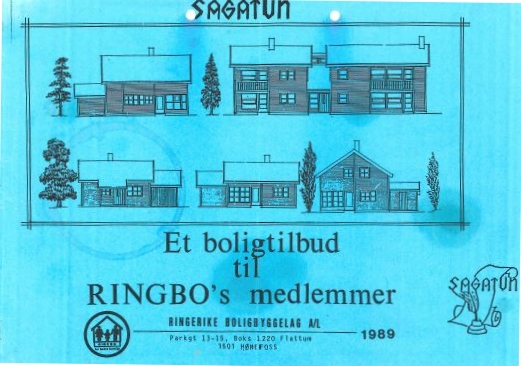 SAGATUN
Et boligtilbud
til
RINGBO's medlemmer
RINGERIKE BOLIGBYGGELAG A/L
Parkgt 13-15, Boks 1220 Flattum
3501 HØNEFOSS
1989
SAGATUN